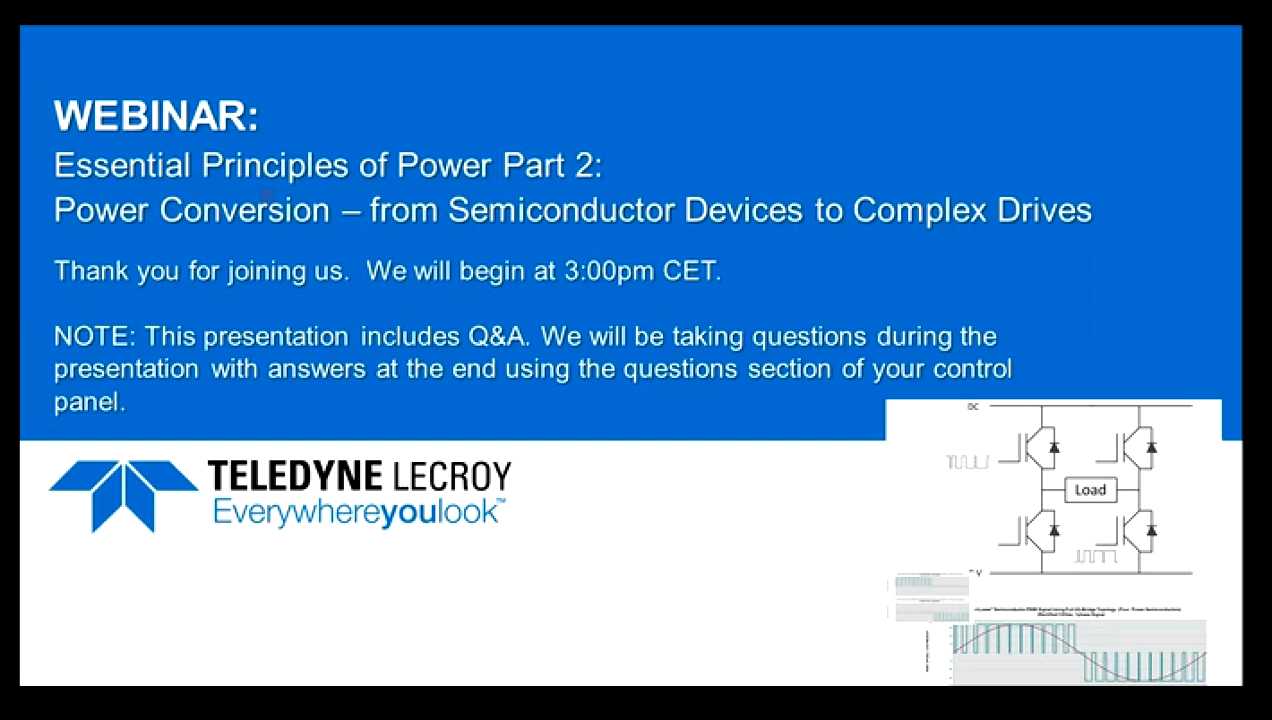 WEBINAR:
Essential Principles of Power Part 2:
Power Conversion – from Semiconductor Devices to Complex Drives
Thank you for joining us.  We will begin at 3:00pm CET.
NOTE: This presentation includes Q&A. We will be taking questions during the
presentation with answers at the end using the questions section of your control
panel.
TELEDYNE LECROY
Everywhereyoulook™
DC
Load
V